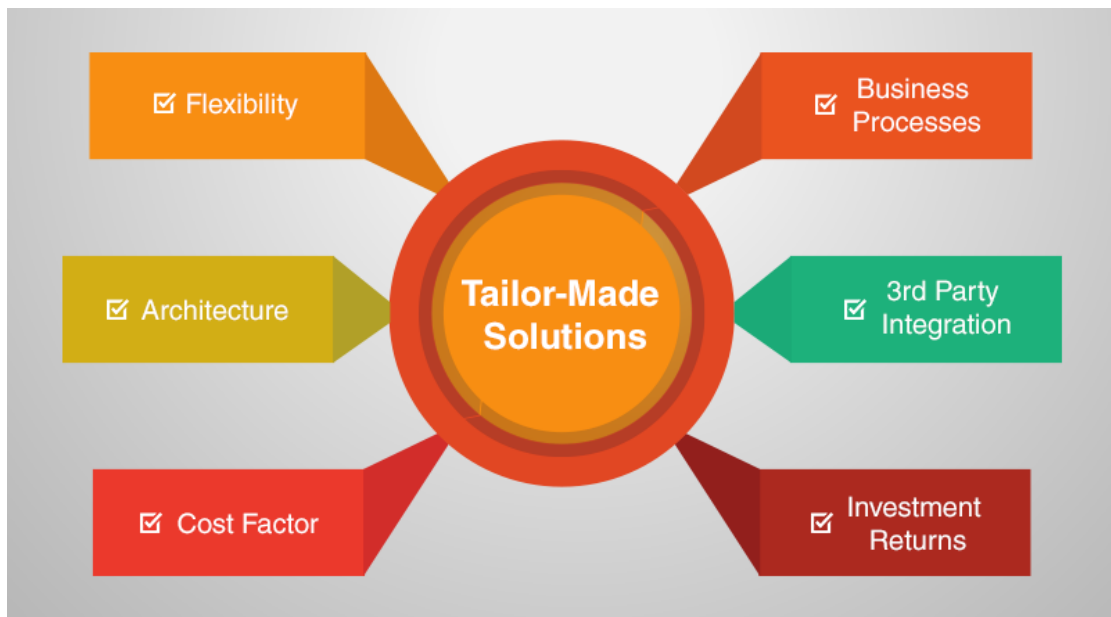 Flexibility
Business
Processes
Tailor-Made
Solutions
Architecture
3rd Party
Integration
Cost Factor
Investment
Returns